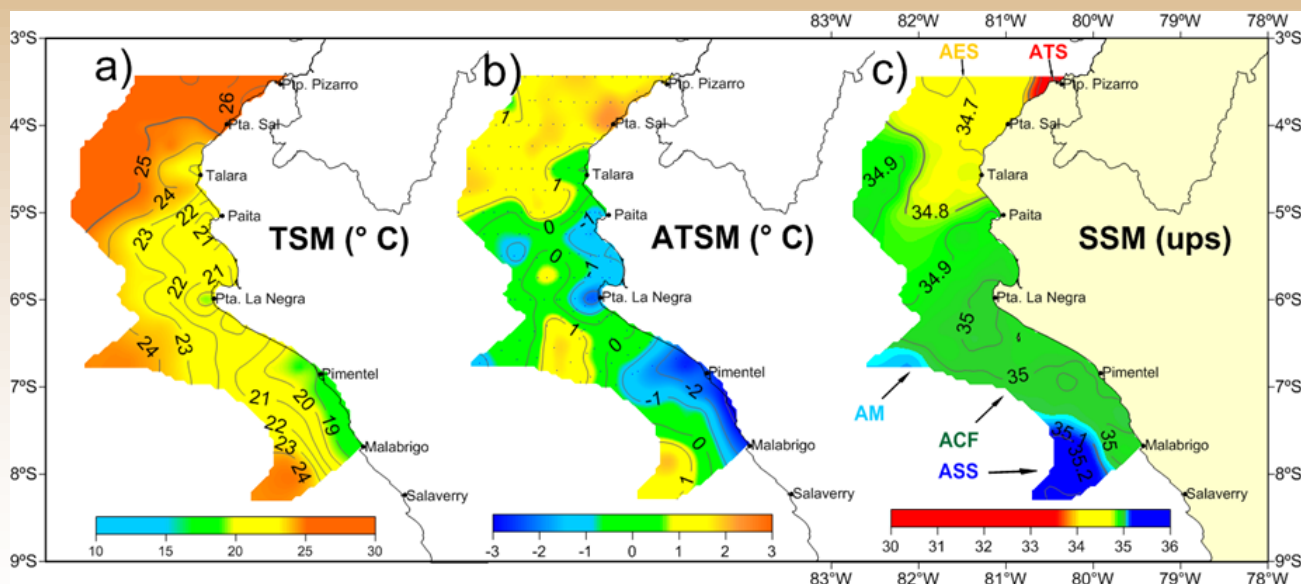 83°W 82°W 81°W 80°W 79°W 78°W
3°S 3°S
a) b) c) AES ATS
Ptp. Pizarro Ptp. Pizarro Ptp. Pizarro
26 1 34.7
4°S Pta. Sal Pta. Sal Pta. Sal 4°S
25 34.9
Talara Talara Talara
24 1
22 34.8
5°S Paita -1 Paita Paita 5°S
23 21 0
TSM (° C) ATSM (° C) SSM (ups)
22 21 0 -1 34.9
6°S Pta. La Negra Pta. La Negra Pta. La Negra 6°S
24 23 1 0 35
Pimentel Pimentel Pimentel
7°S 20 -2 35 7°S
21 19 -1 AM
22 ACF 35.1 35
23 0 Malabrigo Malabrigo Malabrigo
24 ASS 35.2
8°S 1 8°S
Salaverry Salaverry Salaverry
10 15 20 25 30 -3 -2 -1 0 1 2 3 30 31 32 33 34 35 36
9°S 9°S
83°W 82°W 81°W 80°W 79°W 78°W